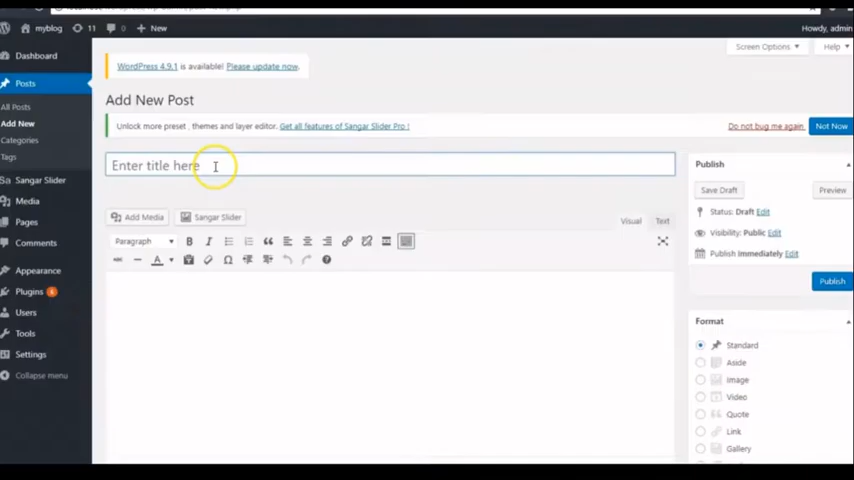 myblog 11 0 New Howdy, admin
Screen Options Help
Dashboard
Posts
All Posts
Add New
Categories
Tags
Sangar Slider
Media
Pages
Comments
Appearance
Plugins
Users
Tools
Settings
Collapse menu
WordPress 4.9.1 is available! Please update now.
Add New Post
Unlock more preset , themes and layer editor. Get all features of Sangar Slider Pro ! Do not bug me again Not Now
Enter title here
Add Media Sangar Slider Visual Text
Paragraph B I
ABC A
Publish
Save Draft Preview
Status: Draft Edit
Visibility: Public Edit
Publish Immediately Edit
Publish
Format
Standard
Aside
Image
Video
Quote
Link
Gallery